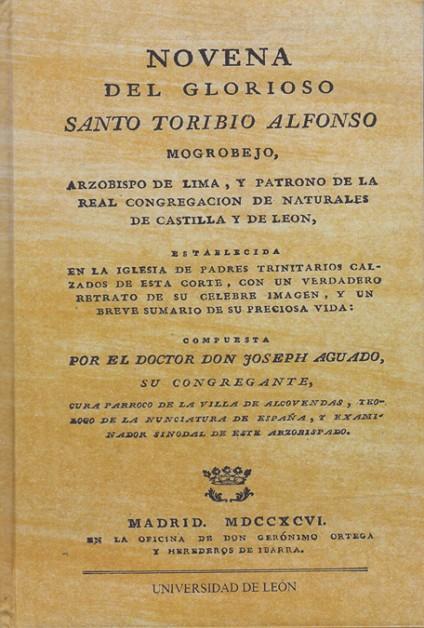 NOVENA
DEL GLORIOSO
SANTO TORIBIO ALFONSO
MOGROBEJO,
ARZOBISPO DE LIMA, Y PATRONO DE LA
REAL CONGREGACION DE NATURALES
DE CASTILLA Y DE LEON,
ESTABLECIDA
EN LA IGLESIA DE PADRES TRINITARIOS CAL-
ZADOS DE ESTA CORTE, CON UN VERDADERO
RETRATO DE SU CELEBRE IMAGEN, Y UN
BREVE SUMARIO DE SU PRECIOSA VIDA:
COMPUESTA
POR EL DOCTOR DON JOSEPH AGUADO,
SU CONGREGANTE,
CURA PARROCO DE LA VILLA DE ALCOVENDAS, TEO-
LOGO DE LA NUNCIATURA DE ESPAÑA, Y EXAMI-
NADOR SINODAL DE ESTE ARZOBISPADO.
MADRID. MDCCXCVI.
EN LA OFICINA DE DON GERÓNIMO ORTEGA
Y HEREDEROS DE IBARRA.
UNIVERSIDAD DE LEÓN